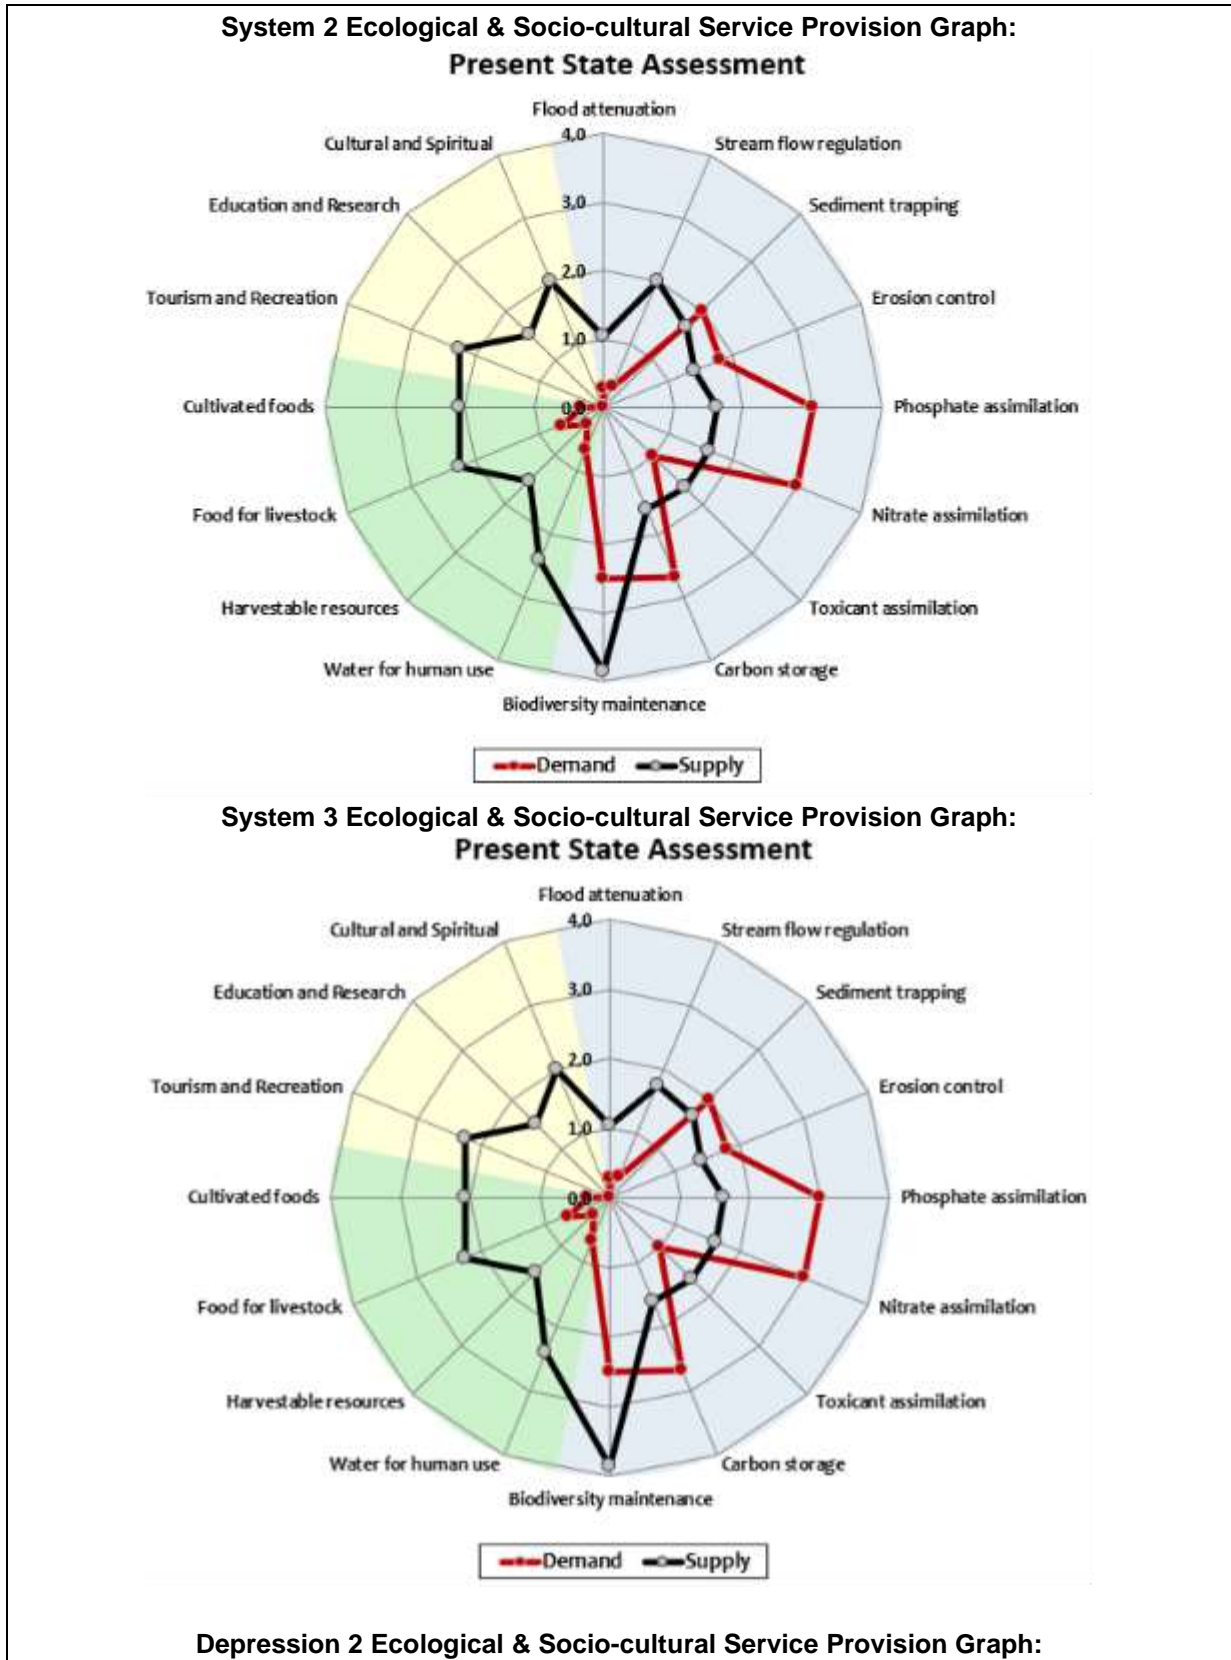 System 2 Ecological & Socio-cultural Service Provision Graph:
Present State Assessment
Flood attenuation
Cultural and Spiritual
4,0
Stream flow regulation
Education and Research
3,0
Sediment trapping
Tourism and Recreation
2,0
Erosion control
1,0
Cultivated foods
0,0
Phosphate assimilation
Food for livestock
Nitrate assimilation
Harvestable resources
Toxicant assimilation
Water for human use
Carbon storage
Biodiversity maintenance
Demand Supply
System 3 Ecological & Socio-cultural Service Provision Graph:
Present State Assessment
Flood attenuation
4,0
Cultural and Spiritual
Stream flow regulation
Education and Research
3,0
Sediment trapping
Tourism and Recreation
2,0
Erosion control
1,0
Cultivated foods
0,0
Phosphate assimilation
Food for livestock
Nitrate assimilation
Harvestable resources
Toxicant assimilation
Water for human use
Carbon storage
Biodiversity maintenance
Demand Supply
Depression 2 Ecological & Socio-cultural Service Provision Graph: